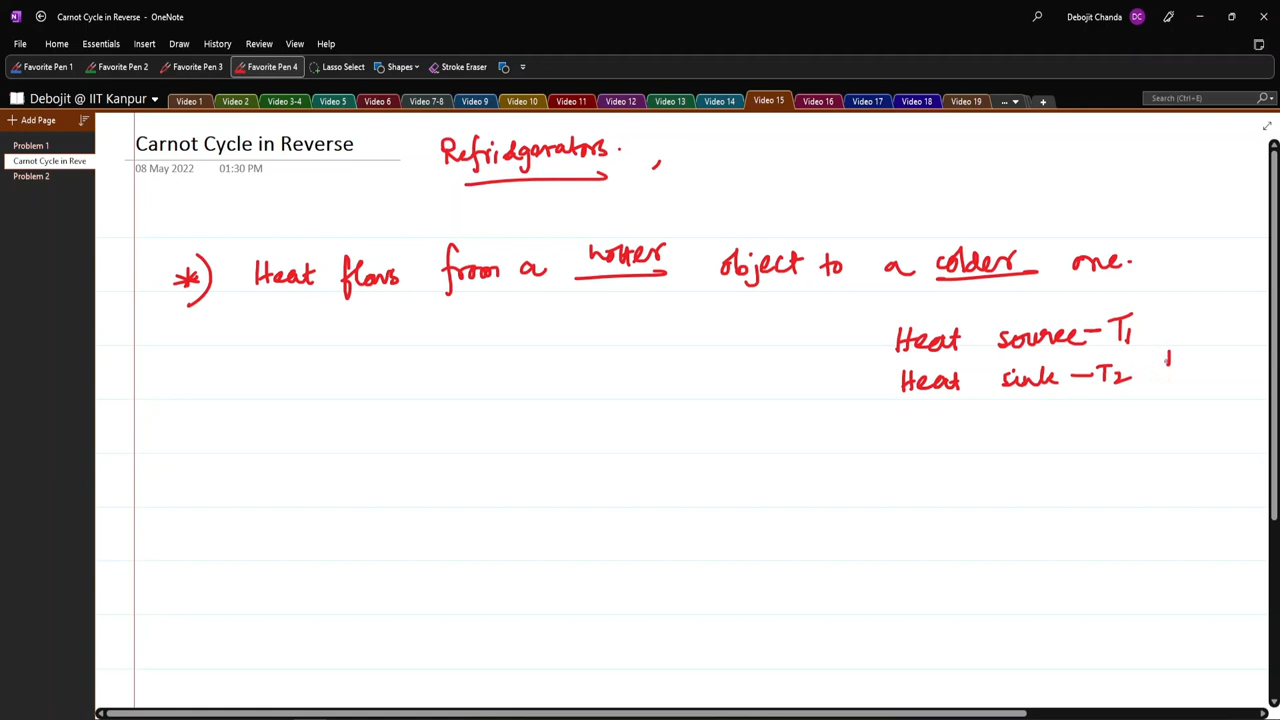 Carnot Cycle in Reverse - OneNote
Debojit Chanda DC
File Home Essentials Insert Draw History Review View Help
Favorite Pen 1 Favorite Pen 2 Favorite Pen 3 Favorite Pen 4 Lasso Select Shapes Stroke Eraser
Debojit @ IIT Kanpur Video 1 Video 2 Video 3-4 Video 5 Video 6 Video 7-8 Video 9 Video 10 Video 11 Video 12 Video 13 Video 14 Video 15 Video 16 Video 17 Video 18 Video 19 ... + Search (Ctrl+E)
+ Add Page
Problem 1
Carnot Cycle in Reve
Problem 2
Carnot Cycle in Reverse
08 May 2022 01:30 PM
Refridgerators.
*) Heat flows from a hotter object to a colder one.
Heat source - T1
Heat sink - T2